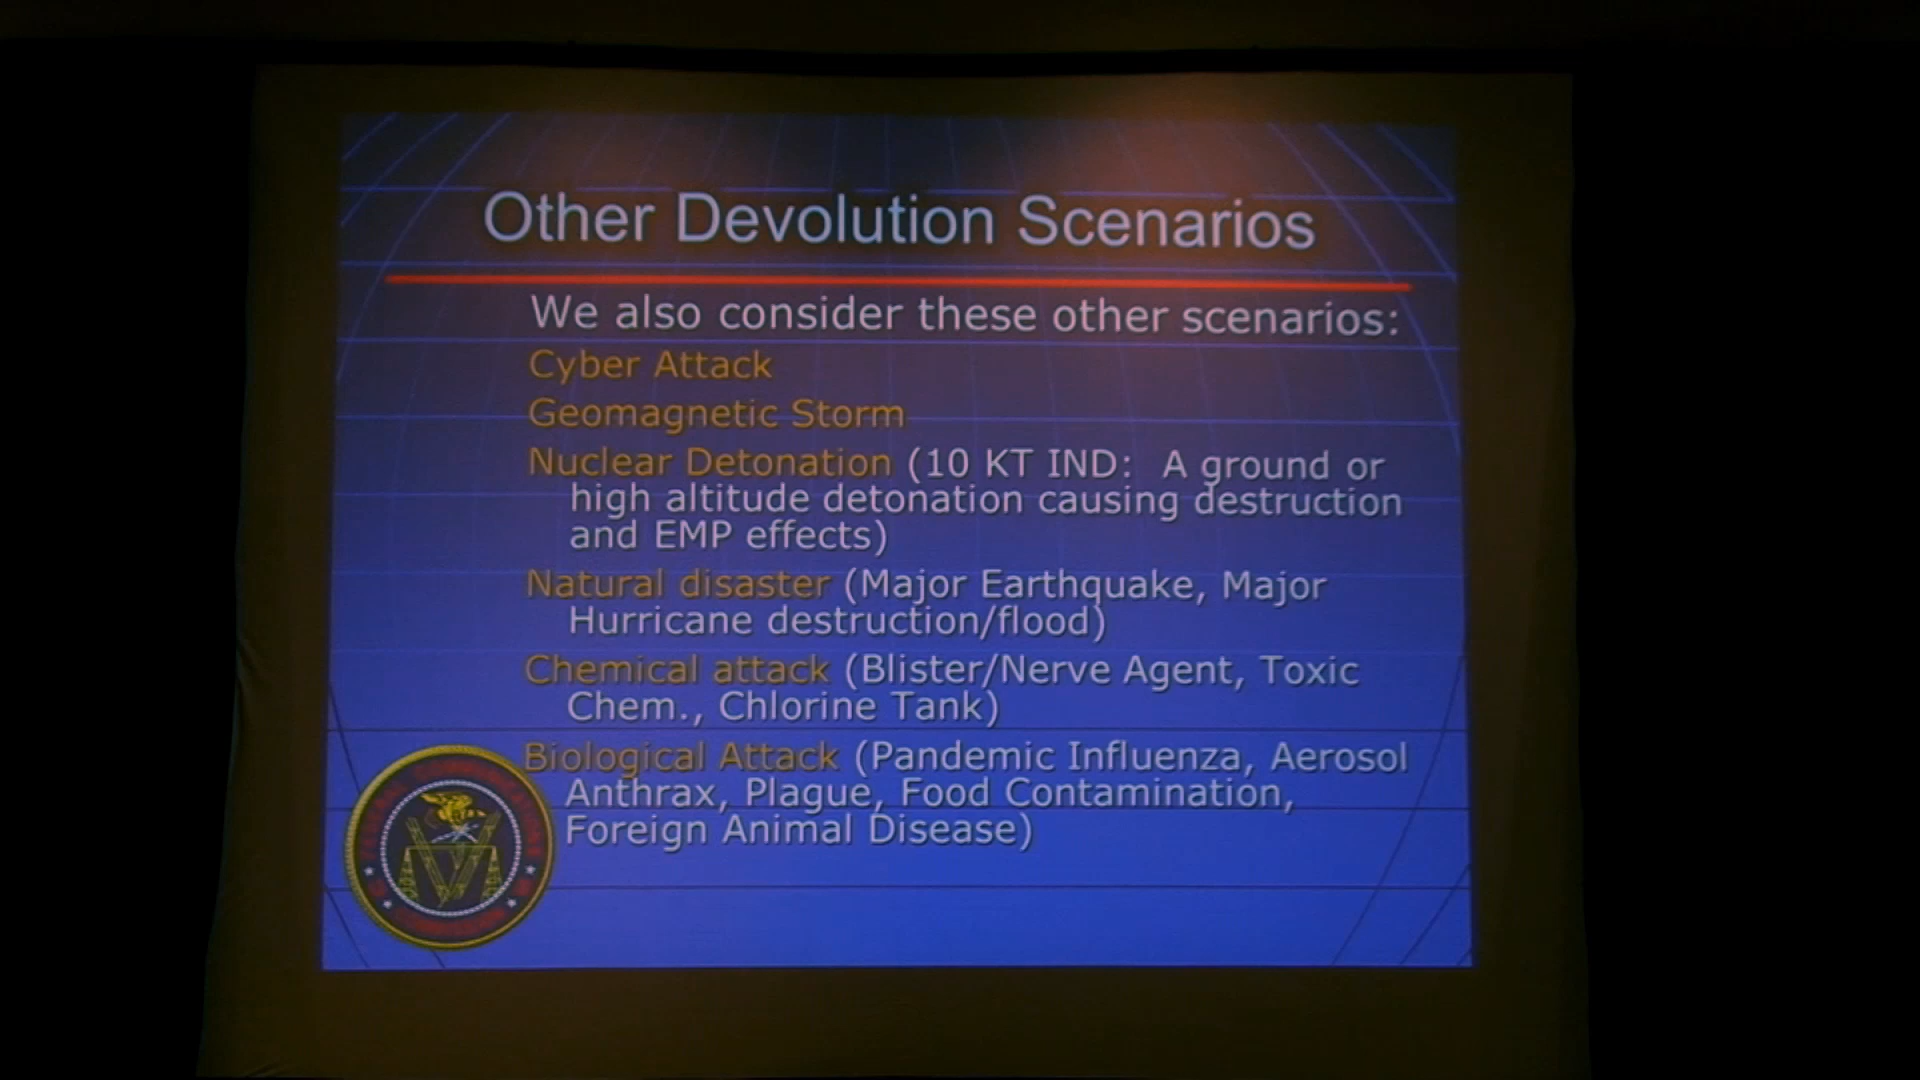 Other Devolution Scenarios
We also consider these other scenarios:
Cyber Attack
Geomagnetic Storm
Nuclear Detonation (10 KT IND: A ground or
high altitude detonation causing destruction
and EMP effects)
Natural disaster (Major Earthquake, Major
Hurricane destruction/flood)
Chemical attack (Blister/Nerve Agent, Toxic
Chem., Chlorine Tank)
Biological Attack (Pandemic Influenza, Aerosol
Anthrax, Plague, Food Contamination,
Foreign Animal Disease)